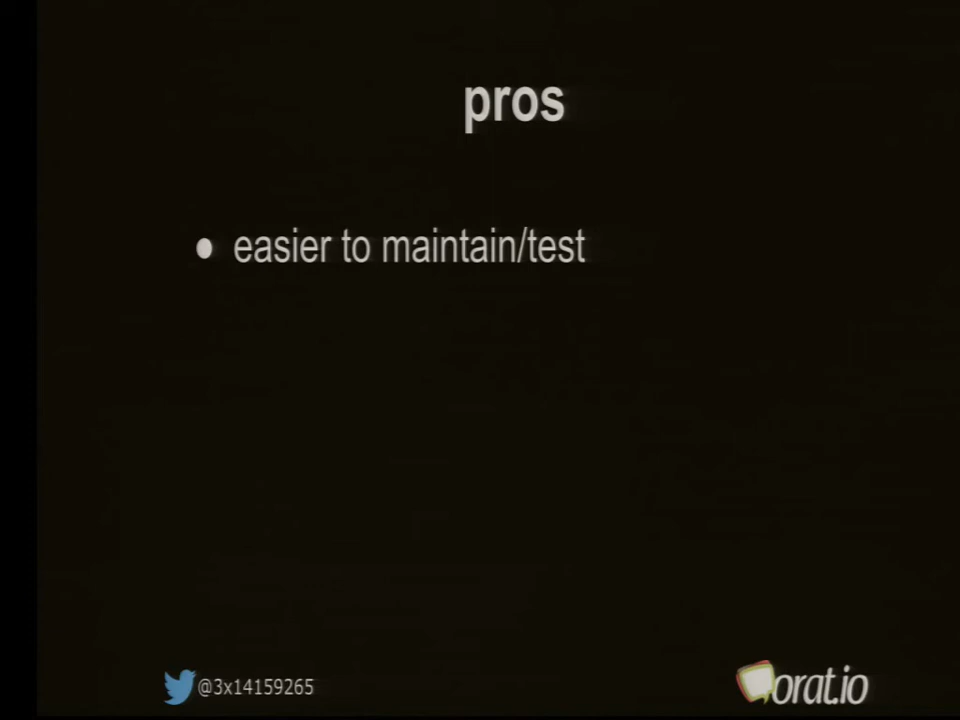 pros
● easier to maintain/test
@3x14159265
orat.io